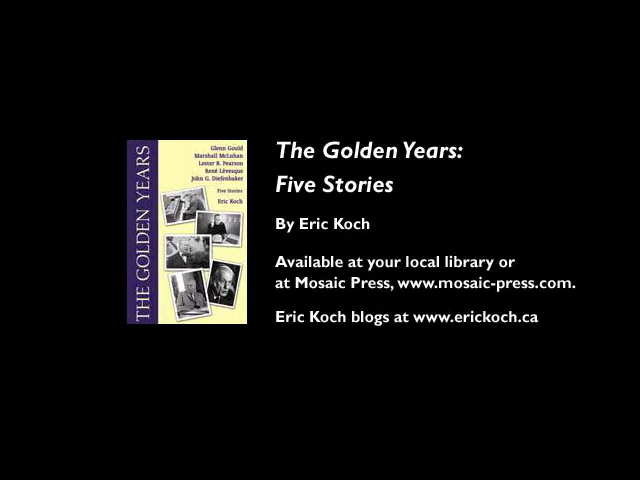 THE GOLDEN YEARS
Glenn Gould
Marshall McLuhan
Lester B. Pearson
René Lévesque
John G. Diefenbaker
Five Stories
Eric Koch
The Golden Years:
Five Stories
By Eric Koch
Available at your local library or
at Mosaic Press, www.mosaic-press.com.
Eric Koch blogs at www.erickoch.ca